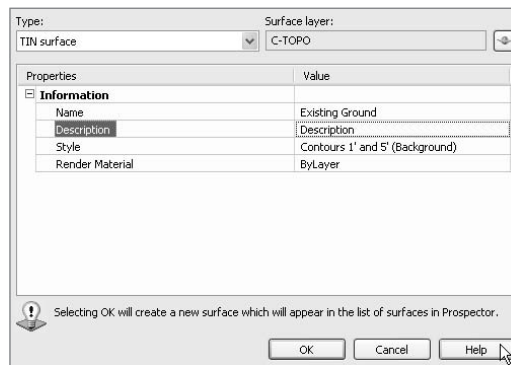 Type: Surface layer:
TIN surface C-TOPO
Properties Value
Information
Name Existing Ground
Description Description
Style Contours 1' and 5' (Background)
Render Material ByLayer
Selecting OK will create a new surface which will appear in the list of surfaces in Prospector.
OK Cancel Help